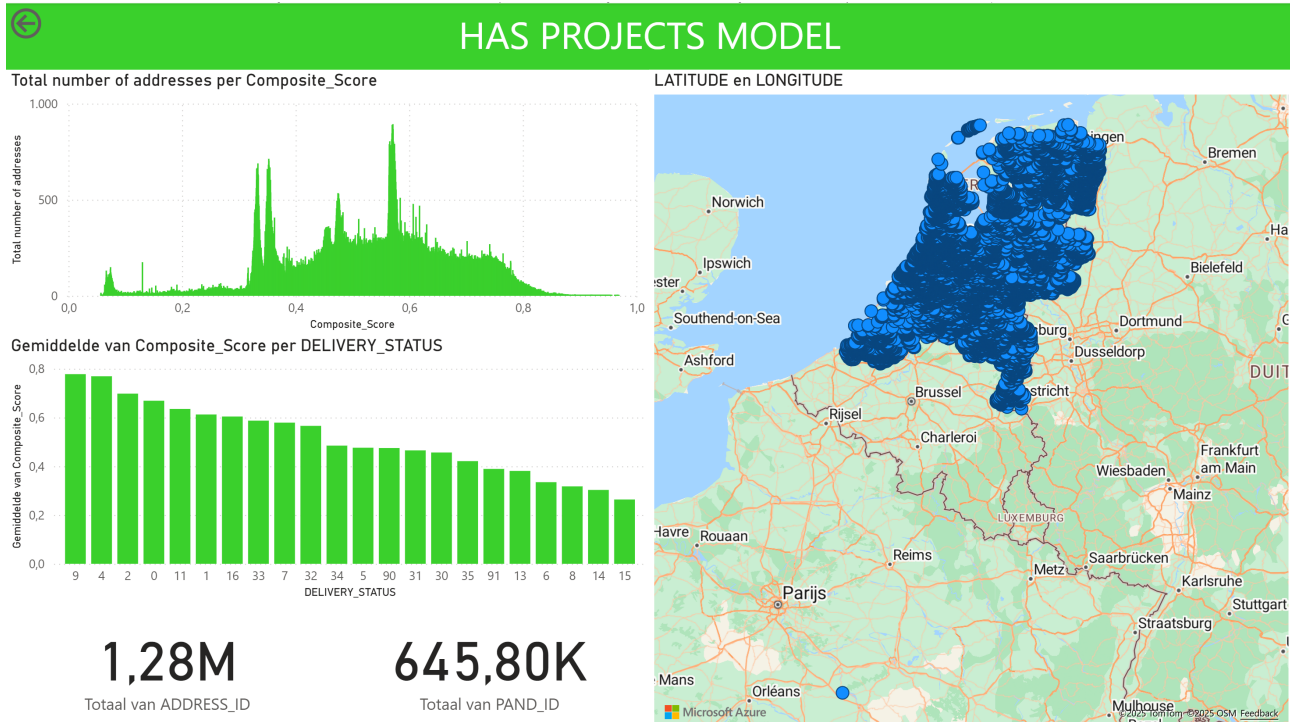 HAS PROJECTS MODEL
Total number of addresses per Composite_Score
1.000
500
0
Total number of addresses
0,0
0,2
0,4
0,6
0,8
1,0
Composite_Score
Gemiddelde van Composite_Score per DELIVERY_STATUS
0,8
0,6
0,4
0,2
0,0
Gemiddelde van Composite_Score
9 4 2 0 11 1 16 33 7 32 34 5 90 31 30 35 91 13 6 8 14 15
DELIVERY_STATUS
1,28M
Totaal van ADDRESS_ID
645,80K
Totaal van PAND_ID
LATITUDE en LONGITUDE
ingen
Bremen
Norwich
Ha
Ipswich
Bielefeld
ester
Southend-on-Sea
Dortmund
burg
Ashford
Dusseldorp
DUIT
Brussel
stricht
Rijsel
Charleroi
Frankfurt
am Main
Wiesbaden
Mainz
LUXEMBURG
Havre
Rouaan
Reims
Saarbrücken
Metz
Karlsruhe
Parijs
Stuttgart
Straatsburg
Mans
Orléans
Mulhouse
Microsoft Azure
©2025 TomTom ©2025 OSM Feedback